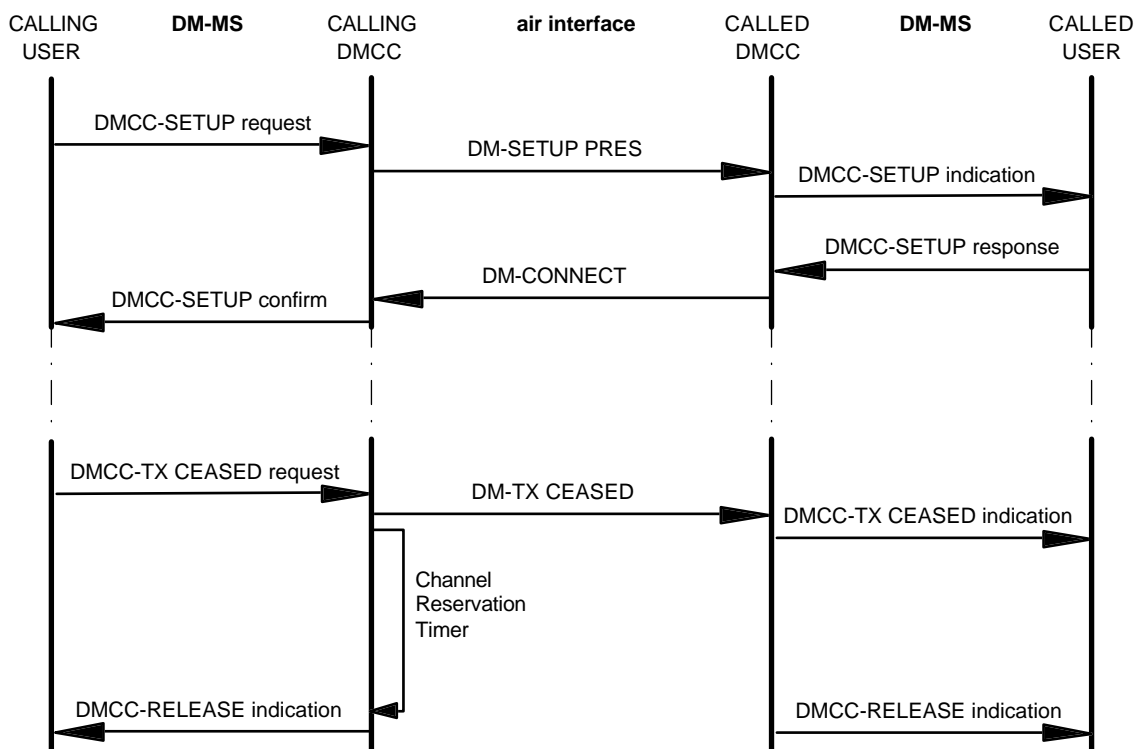 CALLING DM-MS CALLING air interface CALLED DM-MS CALLED
USER DMCC DMCC USER
DMCC-SETUP request
DM-SETUP PRES
DMCC-SETUP indication
DMCC-SETUP response
DM-CONNECT
DMCC-SETUP confirm
DMCC-TX CEASED request
DM-TX CEASED
DMCC-TX CEASED indication
Channel
Reservation
Timer
DMCC-RELEASE indication
DMCC-RELEASE indication